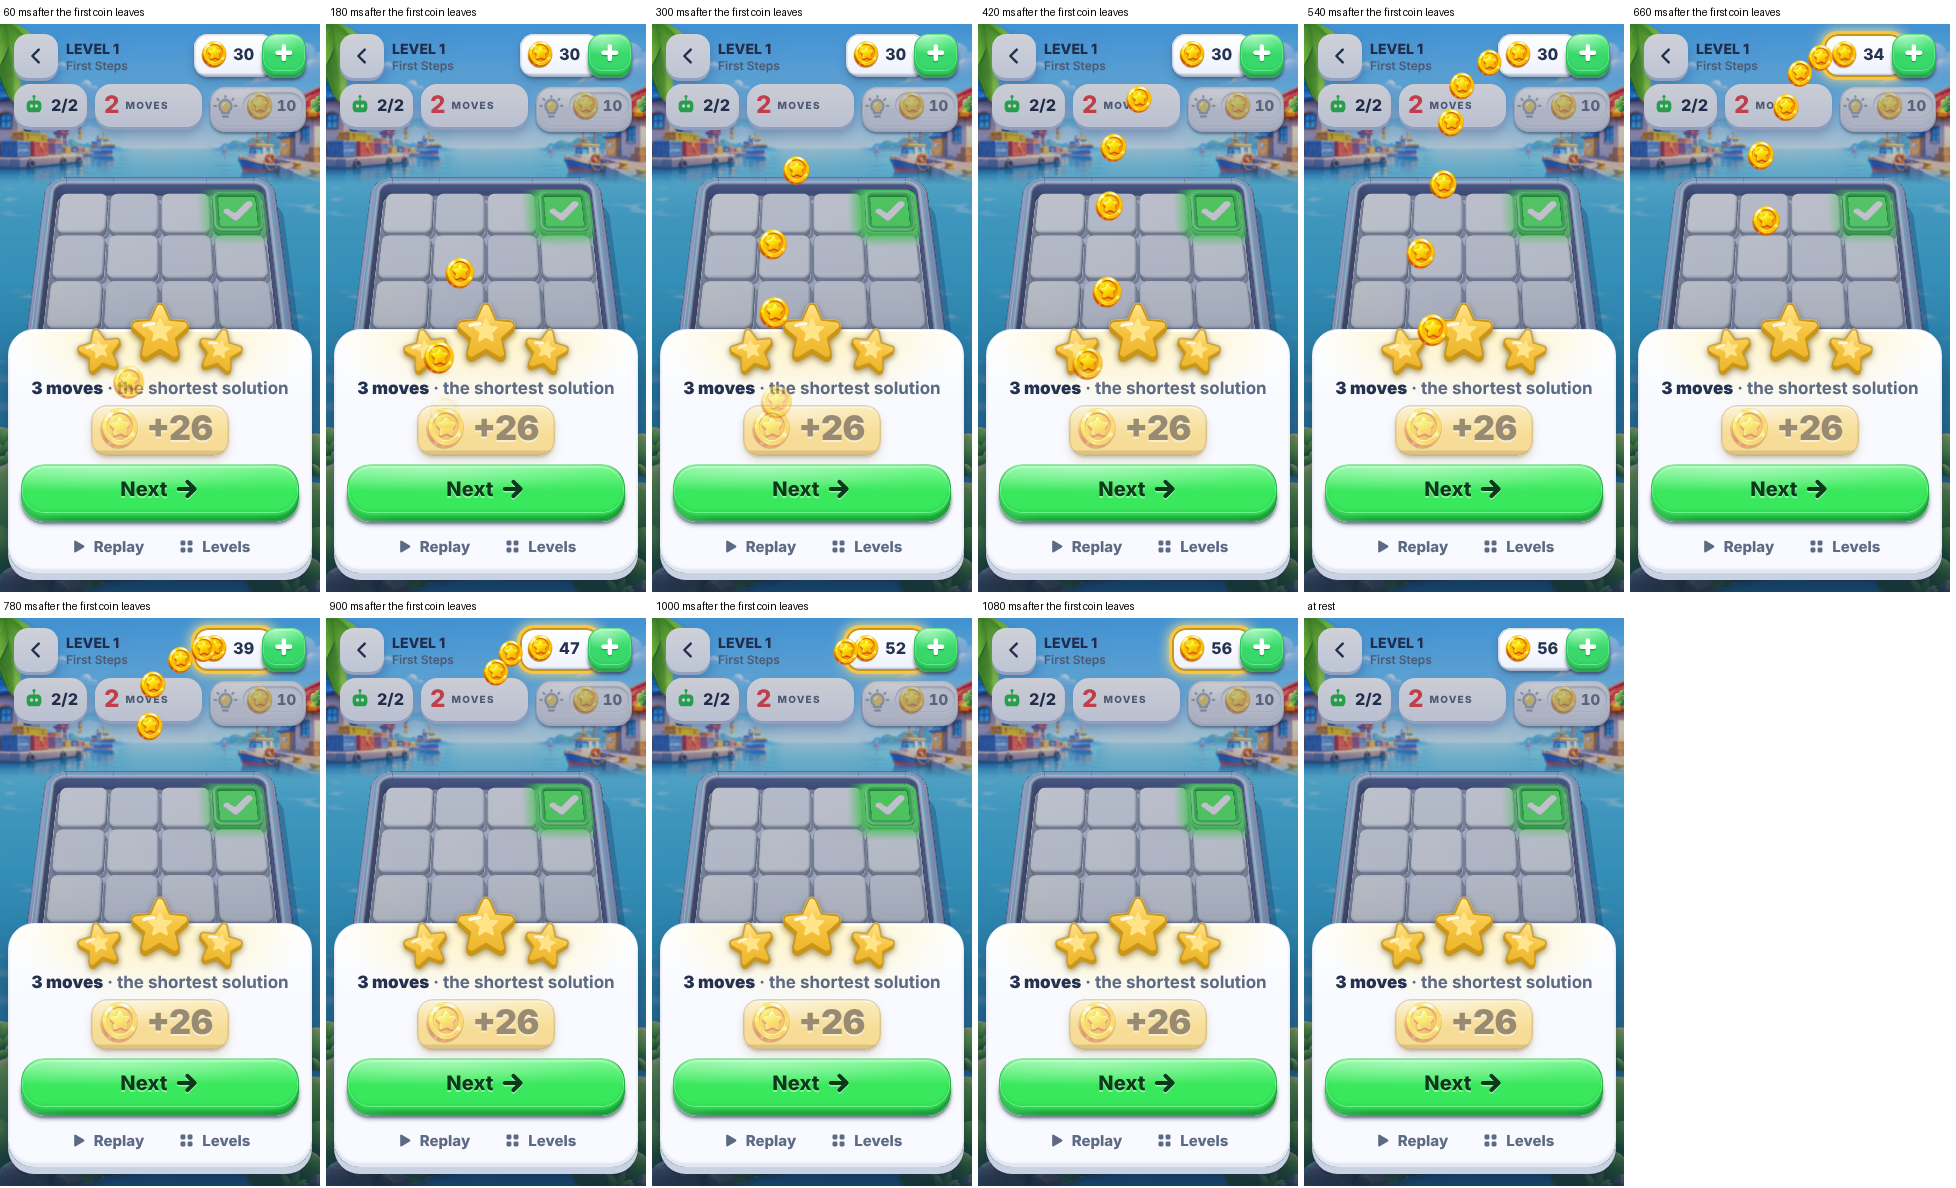 60 ms after the first coin leaves
LEVEL 1
First Steps
30
2/2
2 MOVES
10
3 moves · the shortest solution
+26
Next
Replay
Levels
180 ms after the first coin leaves
LEVEL 1
First Steps
30
2/2
2 MOVES
10
3 moves · the shortest solution
+26
Next
Replay
Levels
300 ms after the first coin leaves
LEVEL 1
First Steps
30
2/2
2 MOVES
10
3 moves · the shortest solution
+26
Next
Replay
Levels
420 ms after the first coin leaves
LEVEL 1
First Steps
30
2/2
2 MOV
10
3 moves · the shortest solution
+26
Next
Replay
Levels
540 ms after the first coin leaves
LEVEL 1
First Steps
30
2/2
2 MOVES
10
3 moves · the shortest solution
+26
Next
Replay
Levels
660 ms after the first coin leaves
LEVEL 1
First Steps
34
2/2
2 MO
10
3 moves · the shortest solution
+26
Next
Replay
Levels
780 ms after the first coin leaves
LEVEL 1
First Steps
39
2/2
2 MOVES
10
3 moves · the shortest solution
+26
Next
Replay
Levels
900 ms after the first coin leaves
LEVEL 1
First Steps
47
2/2
2 MOVES
10
3 moves · the shortest solution
+26
Next
Replay
Levels
1000 ms after the first coin leaves
LEVEL 1
First Steps
52
2/2
2 MOVES
10
3 moves · the shortest solution
+26
Next
Replay
Levels
1080 ms after the first coin leaves
LEVEL 1
First Steps
56
2/2
2 MOVES
10
3 moves · the shortest solution
+26
Next
Replay
Levels
at rest
LEVEL 1
First Steps
56
2/2
2 MOVES
10
3 moves · the shortest solution
+26
Next
Replay
Levels